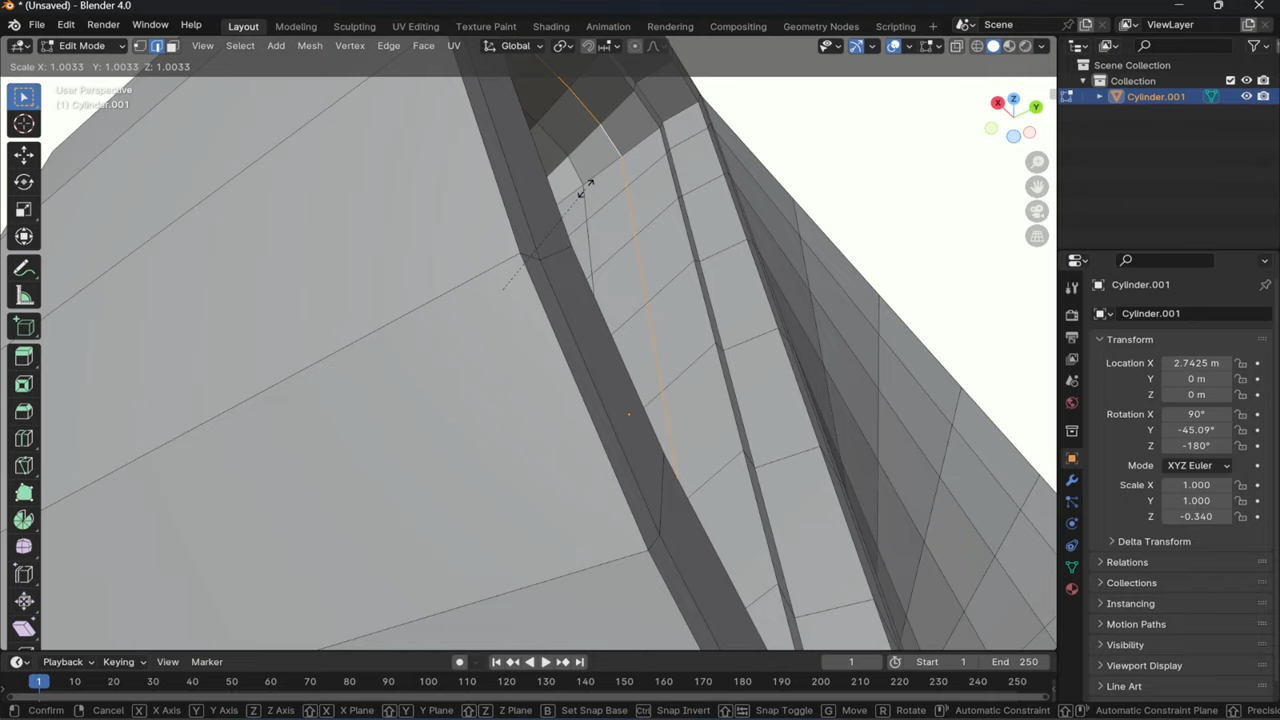 * (Unsaved) - Blender 4.0
File Edit Render Window Help Layout Modeling Sculpting UV Editing Texture Paint Shading Animation Rendering Compositing Geometry Nodes Scripting + Scene ViewLayer
Edit Mode View Select Add Mesh Vertex Edge Face UV Global
Scale X: 1.0033 Y: 1.0033 Z: 1.0033
User Perspective
(1) Cylinder.001
X Y Z
Scene Collection
Collection
Cylinder.001
Cylinder.001
Cylinder.001
Transform
Location X 2.7425 m
Y 0 m
Z 0 m
Rotation X 90°
Y -45.09°
Z -180°
Mode XYZ Euler
Scale X 1.000
Y 1.000
Z -0.340
Delta Transform
Relations
Collections
Instancing
Motion Paths
Visibility
Viewport Display
Line Art
Playback Keying View Marker 1 Start 1 End 250
1 10 20 30 40 50 60 70 80 90 100 110 120 130 140 150 160 170 180 190 200 210 220 230 240 250
Confirm Cancel X X Axis Y Y Axis Z Z Axis X X Plane Y Y Plane Z Z Plane B Set Snap Base Ctrl Snap Invert Snap Toggle G Move R Rotate Automatic Constraint Automatic Constraint Plane Precisio